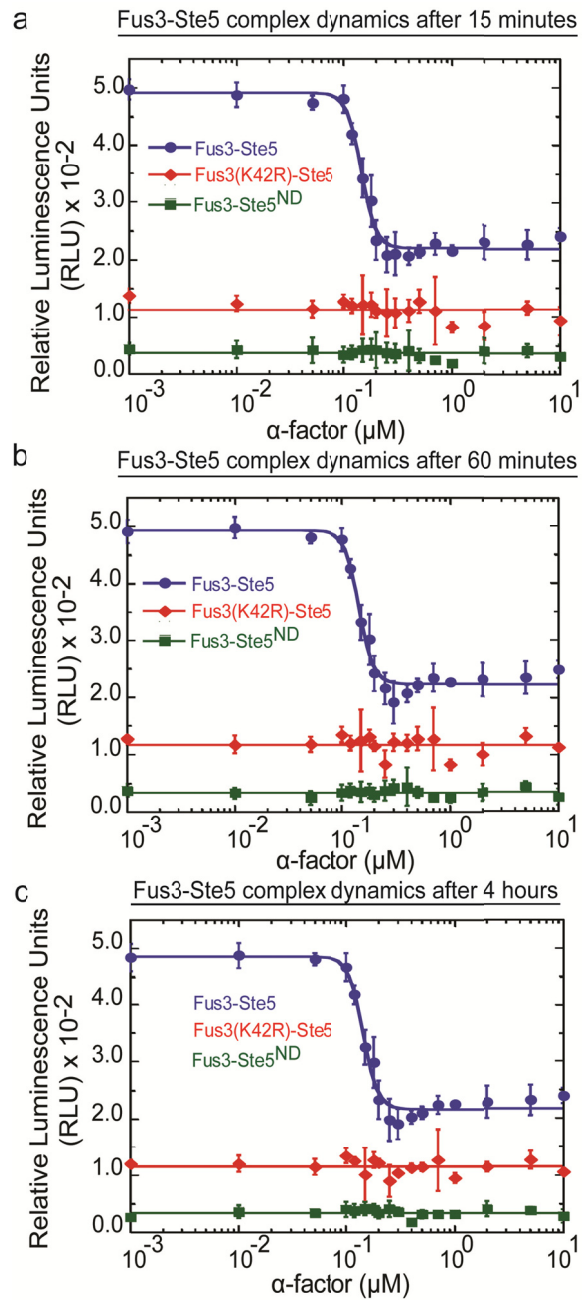 a
Fus3-Ste5 complex dynamics after 15 minutes
Relative Luminescence Units
(RLU) x 10-2
5.0
4.0
3.0
2.0
1.0
0.0
Fus3-Ste5
Fus3(K42R)-Ste5
Fus3-Ste5ND
10-3
10-2
10-1
100
101
α-factor (µM)
b
Fus3-Ste5 complex dynamics after 60 minutes
Relative Luminescence Units
(RLU) x 10-2
5.0
4.0
3.0
2.0
1.0
0.0
Fus3-Ste5
Fus3(K42R)-Ste5
Fus3-Ste5ND
10-3
10-2
10-1
100
101
α-factor (µM)
c
Fus3-Ste5 complex dynamics after 4 hours
Relative Luminescence Units
(RLU) x 10-2
5.0
4.0
3.0
2.0
1.0
0.0
Fus3-Ste5
Fus3(K42R)-Ste5
Fus3-Ste5ND
10-3
10-2
10-1
100
101
α-factor (µM)